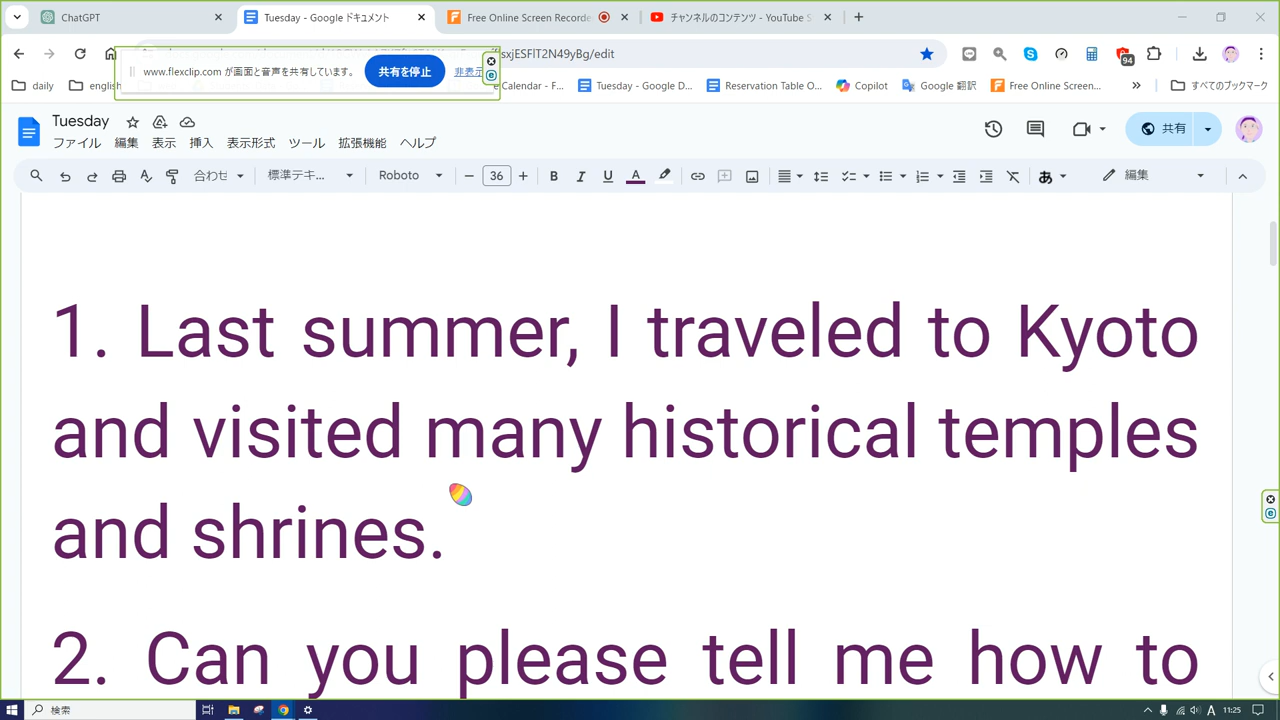 ChatGPT
Tuesday - Google ドキュメント
Free Online Screen Recorde
チャンネルのコンテンツ - YouTube S
sxjESFlT2N49yBg/edit
94
www.flexclip.com が画面と音声を共有しています。
共有を停止
非表示
daily
english
e Calendar - F...
Tuesday - Google D...
Reservation Table O...
Copilot
Google 翻訳
Free Online Screen...
すべてのブックマーク
Tuesday
ファイル 編集 表示 挿入 表示形式 ツール 拡張機能 ヘルプ
共有
合わせ 標準テキ... Roboto 36 B I U A あ 編集
1. Last summer, I traveled to Kyoto
and visited many historical temples
and shrines.
2. Can you please tell me how to
検索
A 11:25